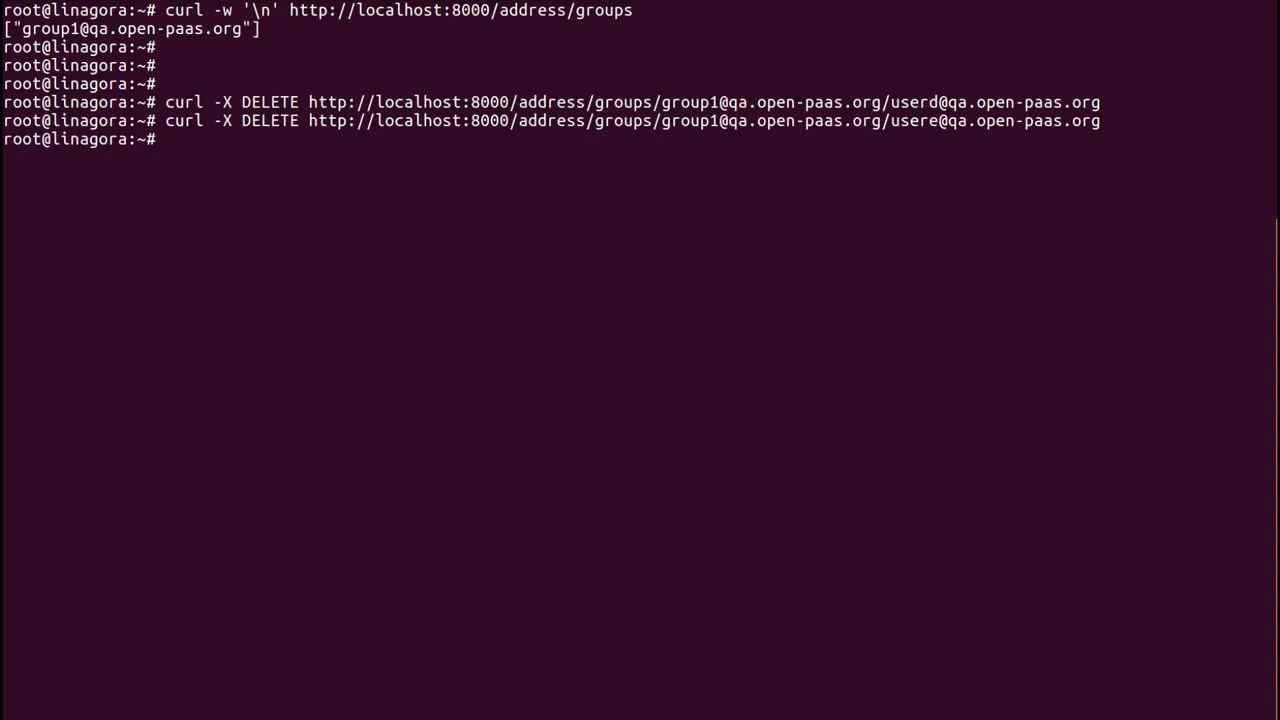 root@linagora:~# curl -w '\n' http://localhost:8000/address/groups
["group1@qa.open-paas.org"]
root@linagora:~#
root@linagora:~#
root@linagora:~#
root@linagora:~# curl -X DELETE http://localhost:8000/address/groups/group1@qa.open-paas.org/userd@qa.open-paas.org
root@linagora:~# curl -X DELETE http://localhost:8000/address/groups/group1@qa.open-paas.org/usere@qa.open-paas.org
root@linagora:~#